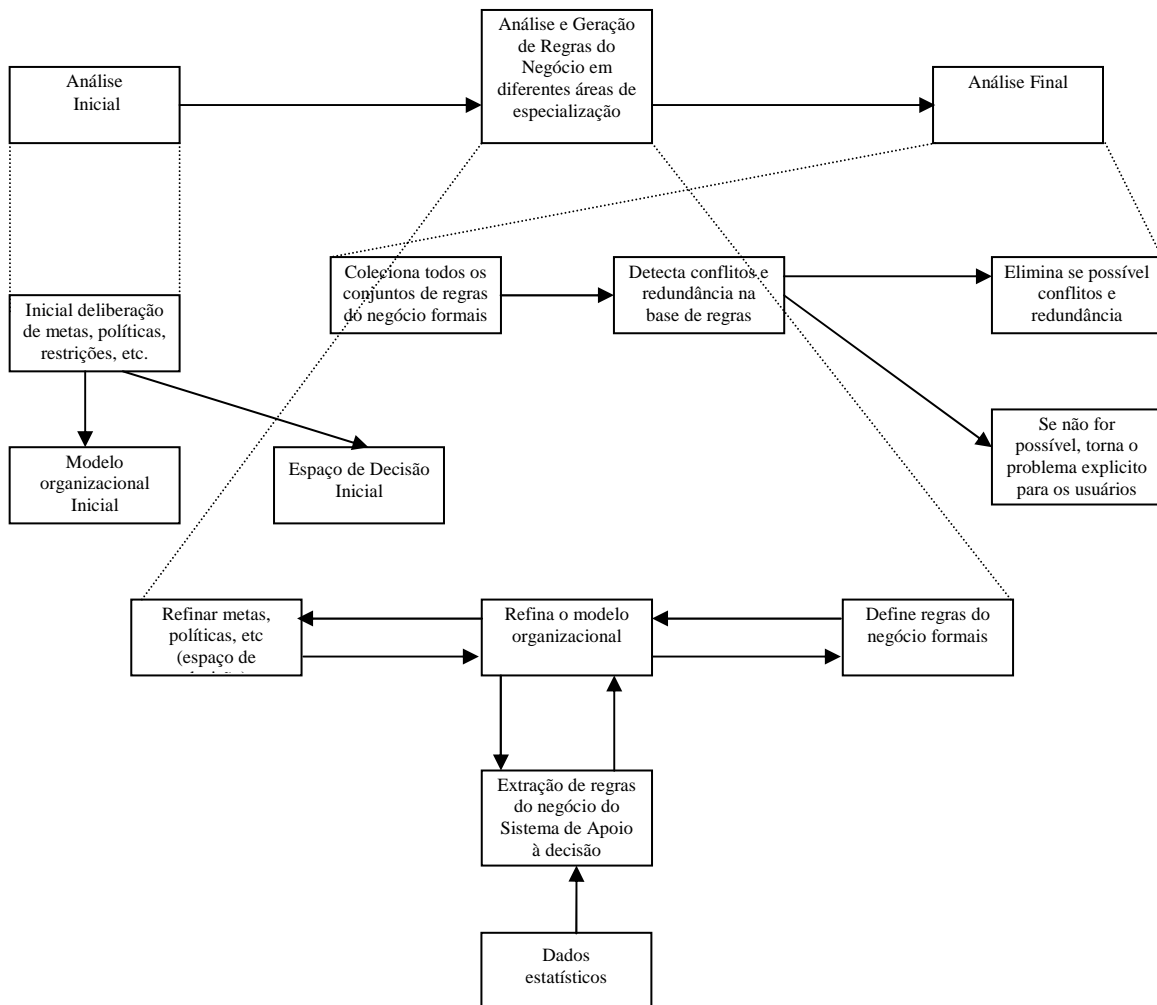 Análise
Inicial
Análise e Geração
de Regras do
Negócio em
diferentes áreas de
especialização
Análise Final
Coleciona todos os
conjuntos de regras
do negócio formais
Detecta conflitos e
redundância na
base de regras
Elimina se possível
conflitos e
redundância
Inicial deliberação
de metas, políticas,
restrições, etc.
Modelo
organizacional
Inicial
Espaço de Decisão
Inicial
Se não for
possível, torna o
problema explicito
para os usuários
Refinar metas,
políticas, etc
(espaço de
Refina o modelo
organizacional
Define regras do
negócio formais
Extração de regras
do negócio do
Sistema de Apoio
à decisão
Dados
estatísticos